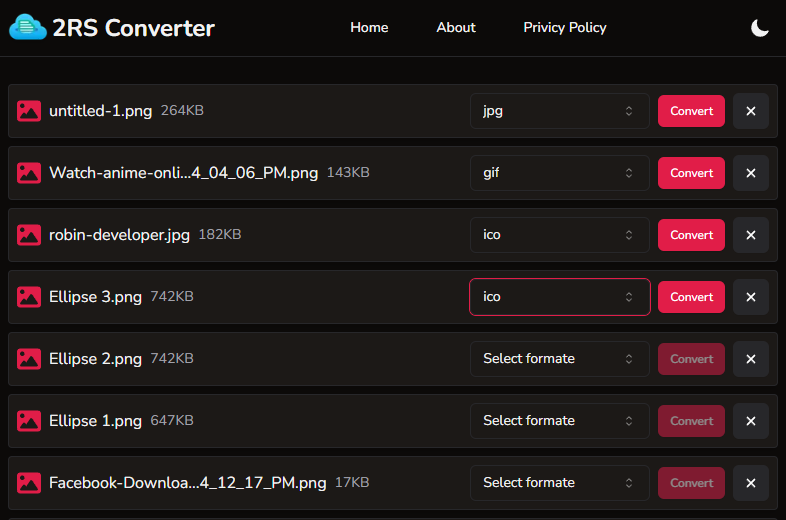 2RS Converter Home About Privicy Policy
untitled-1.png 264KB jpg Convert
Watch-anime-onli...4_04_06_PM.png 143KB gif Convert
robin-developer.jpg 182KB ico Convert
Ellipse 3.png 742KB ico Convert
Ellipse 2.png 742KB Select formate Convert
Ellipse 1.png 647KB Select formate Convert
Facebook-Downloa...4_12_17_PM.png 17KB Select formate Convert